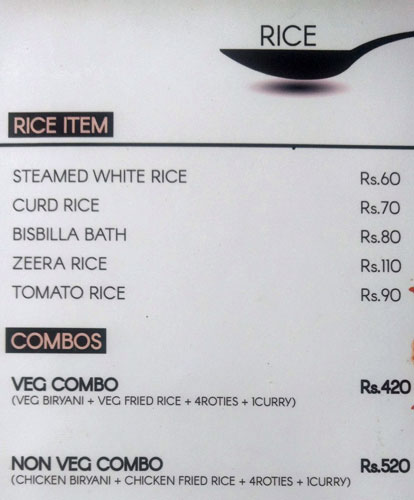 RICE
RICE ITEM
STEAMED WHITE RICE Rs.60
CURD RICE Rs.70
BISBILLA BATH Rs.80
ZEERA RICE Rs.110
TOMATO RICE Rs.90
COMBOS
VEG COMBO Rs.420
(VEG BIRYANI + VEG FRIED RICE + 4ROTIES + 1CURRY)
NON VEG COMBO Rs.520
(CHICKEN BIRYANI + CHICKEN FRIED RICE + 4ROTIES + 1CURRY)